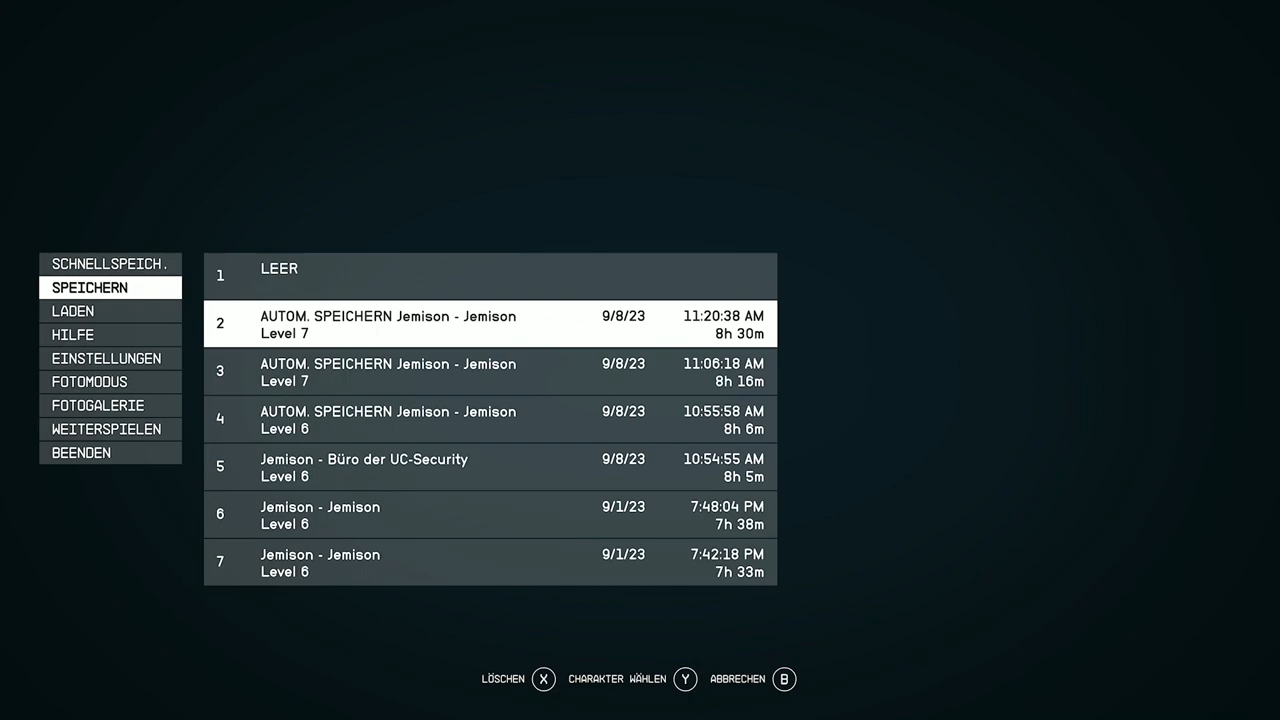 SCHNELLSPEICH.
SPEICHERN
LADEN
HILFE
EINSTELLUNGEN
FOTOMODUS
FOTOGALERIE
WEITERSPIELEN
BEENDEN
1 LEER
2 AUTOM. SPEICHERN Jemison - Jemison 9/8/23 11:20:38 AM
Level 7 8h 30m
3 AUTOM. SPEICHERN Jemison - Jemison 9/8/23 11:06:18 AM
Level 7 8h 16m
4 AUTOM. SPEICHERN Jemison - Jemison 9/8/23 10:55:58 AM
Level 6 8h 6m
5 Jemison - Büro der UC-Security 9/8/23 10:54:55 AM
Level 6 8h 5m
6 Jemison - Jemison 9/1/23 7:48:04 PM
Level 6 7h 38m
7 Jemison - Jemison 9/1/23 7:42:18 PM
Level 6 7h 33m
LÖSCHEN X CHARAKTER WÄHLEN Y ABBRECHEN B